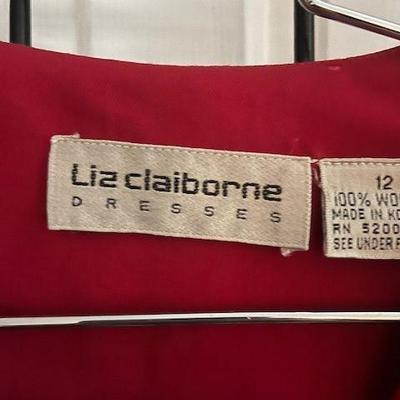 Liz claiborne
DRESSES
12
100% WO
MADE IN KO
RN 5200
SEE UNDER